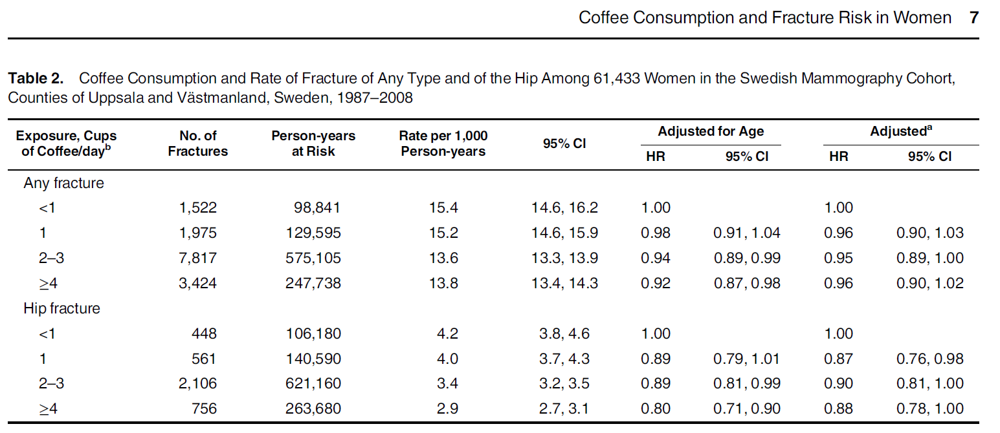 Coffee Consumption and Fracture Risk in Women 7
Table 2. Coffee Consumption and Rate of Fracture of Any Type and of the Hip Among 61,433 Women in the Swedish Mammography Cohort,
Counties of Uppsala and Västmanland, Sweden, 1987–2008
Exposure, Cups of Coffee/dayᵇ No. of Fractures Person-years at Risk Rate per 1,000 Person-years 95% CI Adjusted for Age Adjustedᵃ
HR 95% CI HR 95% CI
Any fracture
<1 1,522 98,841 15.4 14.6, 16.2 1.00 1.00
1 1,975 129,595 15.2 14.6, 15.9 0.98 0.91, 1.04 0.96 0.90, 1.03
2–3 7,817 575,105 13.6 13.3, 13.9 0.94 0.89, 0.99 0.95 0.89, 1.00
≥4 3,424 247,738 13.8 13.4, 14.3 0.92 0.87, 0.98 0.96 0.90, 1.02
Hip fracture
<1 448 106,180 4.2 3.8, 4.6 1.00 1.00
1 561 140,590 4.0 3.7, 4.3 0.89 0.79, 1.01 0.87 0.76, 0.98
2–3 2,106 621,160 3.4 3.2, 3.5 0.89 0.81, 0.99 0.90 0.81, 1.00
≥4 756 263,680 2.9 2.7, 3.1 0.80 0.71, 0.90 0.88 0.78, 1.00